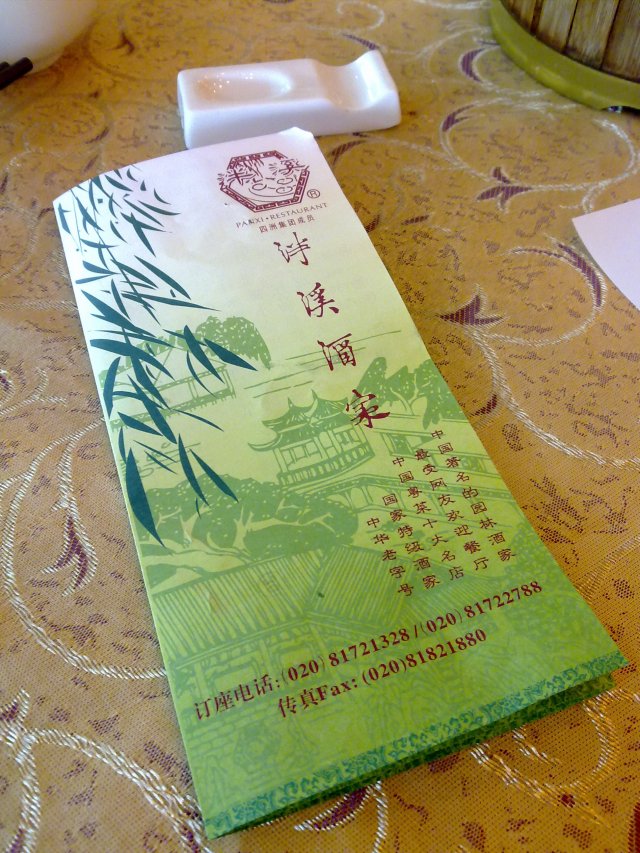 PANXI·RESTAURANT
四洲集团成员
泮溪酒家
中国著名的园林酒家
最受网友欢迎餐厅
中国粤菜十大名店
国家特级酒家
中华老字号
订座电话:(020) 81721328 / (020) 81722788
传真Fax: (020)81821880